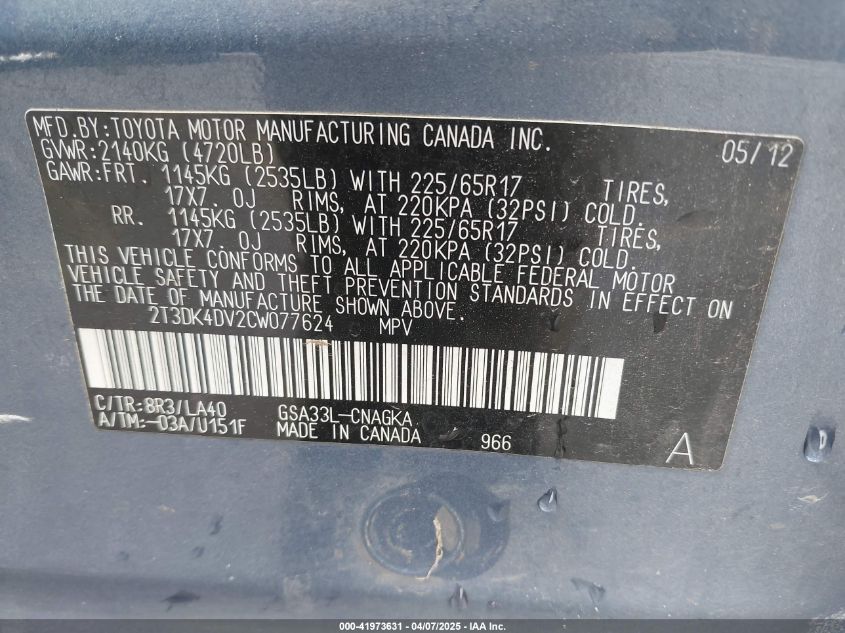 MFD.BY:TOYOTA MOTOR MANUFACTURING CANADA INC. 05/12
GVWR:2140KG (4720LB)
GAWR:FRT. 1145KG (2535LB) WITH 225/65R17 TIRES,
17X7.0J RIMS, AT 220KPA (32PSI) COLD.
RR. 1145KG (2535LB) WITH 225/65R17 TIRES,
17X7.0J RIMS, AT 220KPA (32PSI) COLD.
THIS VEHICLE CONFORMS TO ALL APPLICABLE FEDERAL MOTOR
VEHICLE SAFETY AND THEFT PREVENTION STANDARDS IN EFFECT ON
THE DATE OF MANUFACTURE SHOWN ABOVE.
2T3DK4DV2CW077624 MPV
C/TR:8R3/LA40 GSA33L-CNAGKA
A/TM:-03A/U151F MADE IN CANADA 966 A
000-41973631 - 04/07/2025 - IAA Inc.